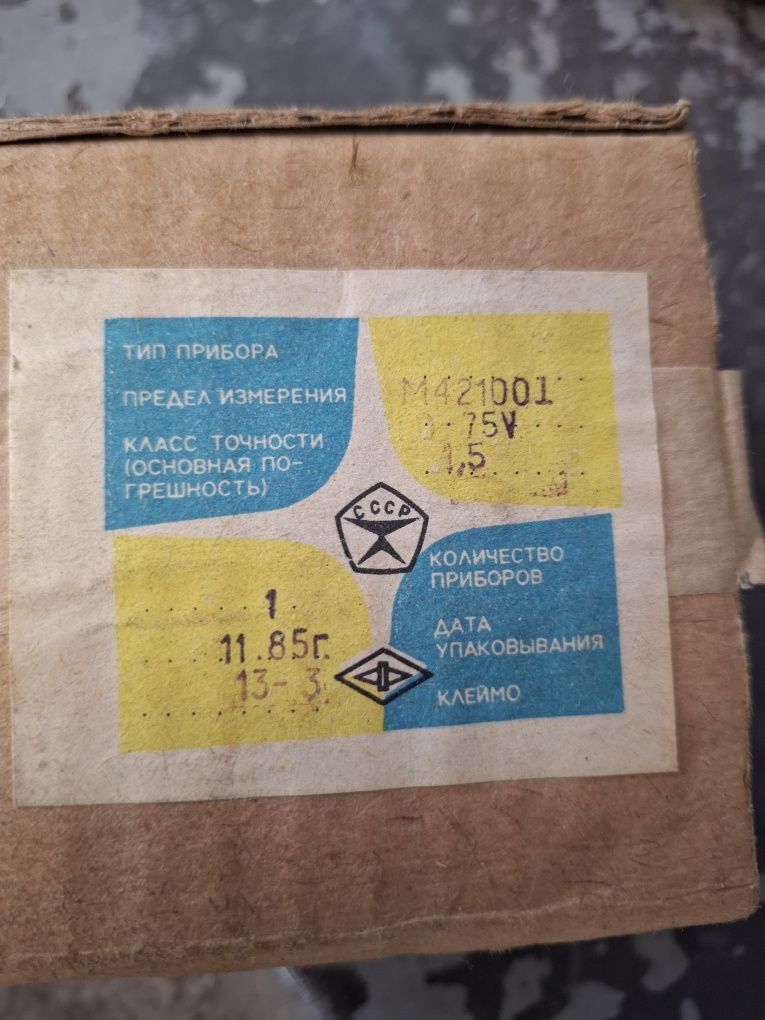 ТИП ПРИБОРА
ПРЕДЕЛ ИЗМЕРЕНИЯ
КЛАСС ТОЧНОСТИ
(ОСНОВНАЯ ПО-
ГРЕШНОСТЬ)
М421001
0-75V
1,5
СССР
1
11.85г.
13-3
КОЛИЧЕСТВО
ПРИБОРОВ
ДАТА
УПАКОВЫВАНИЯ
КЛЕЙМО